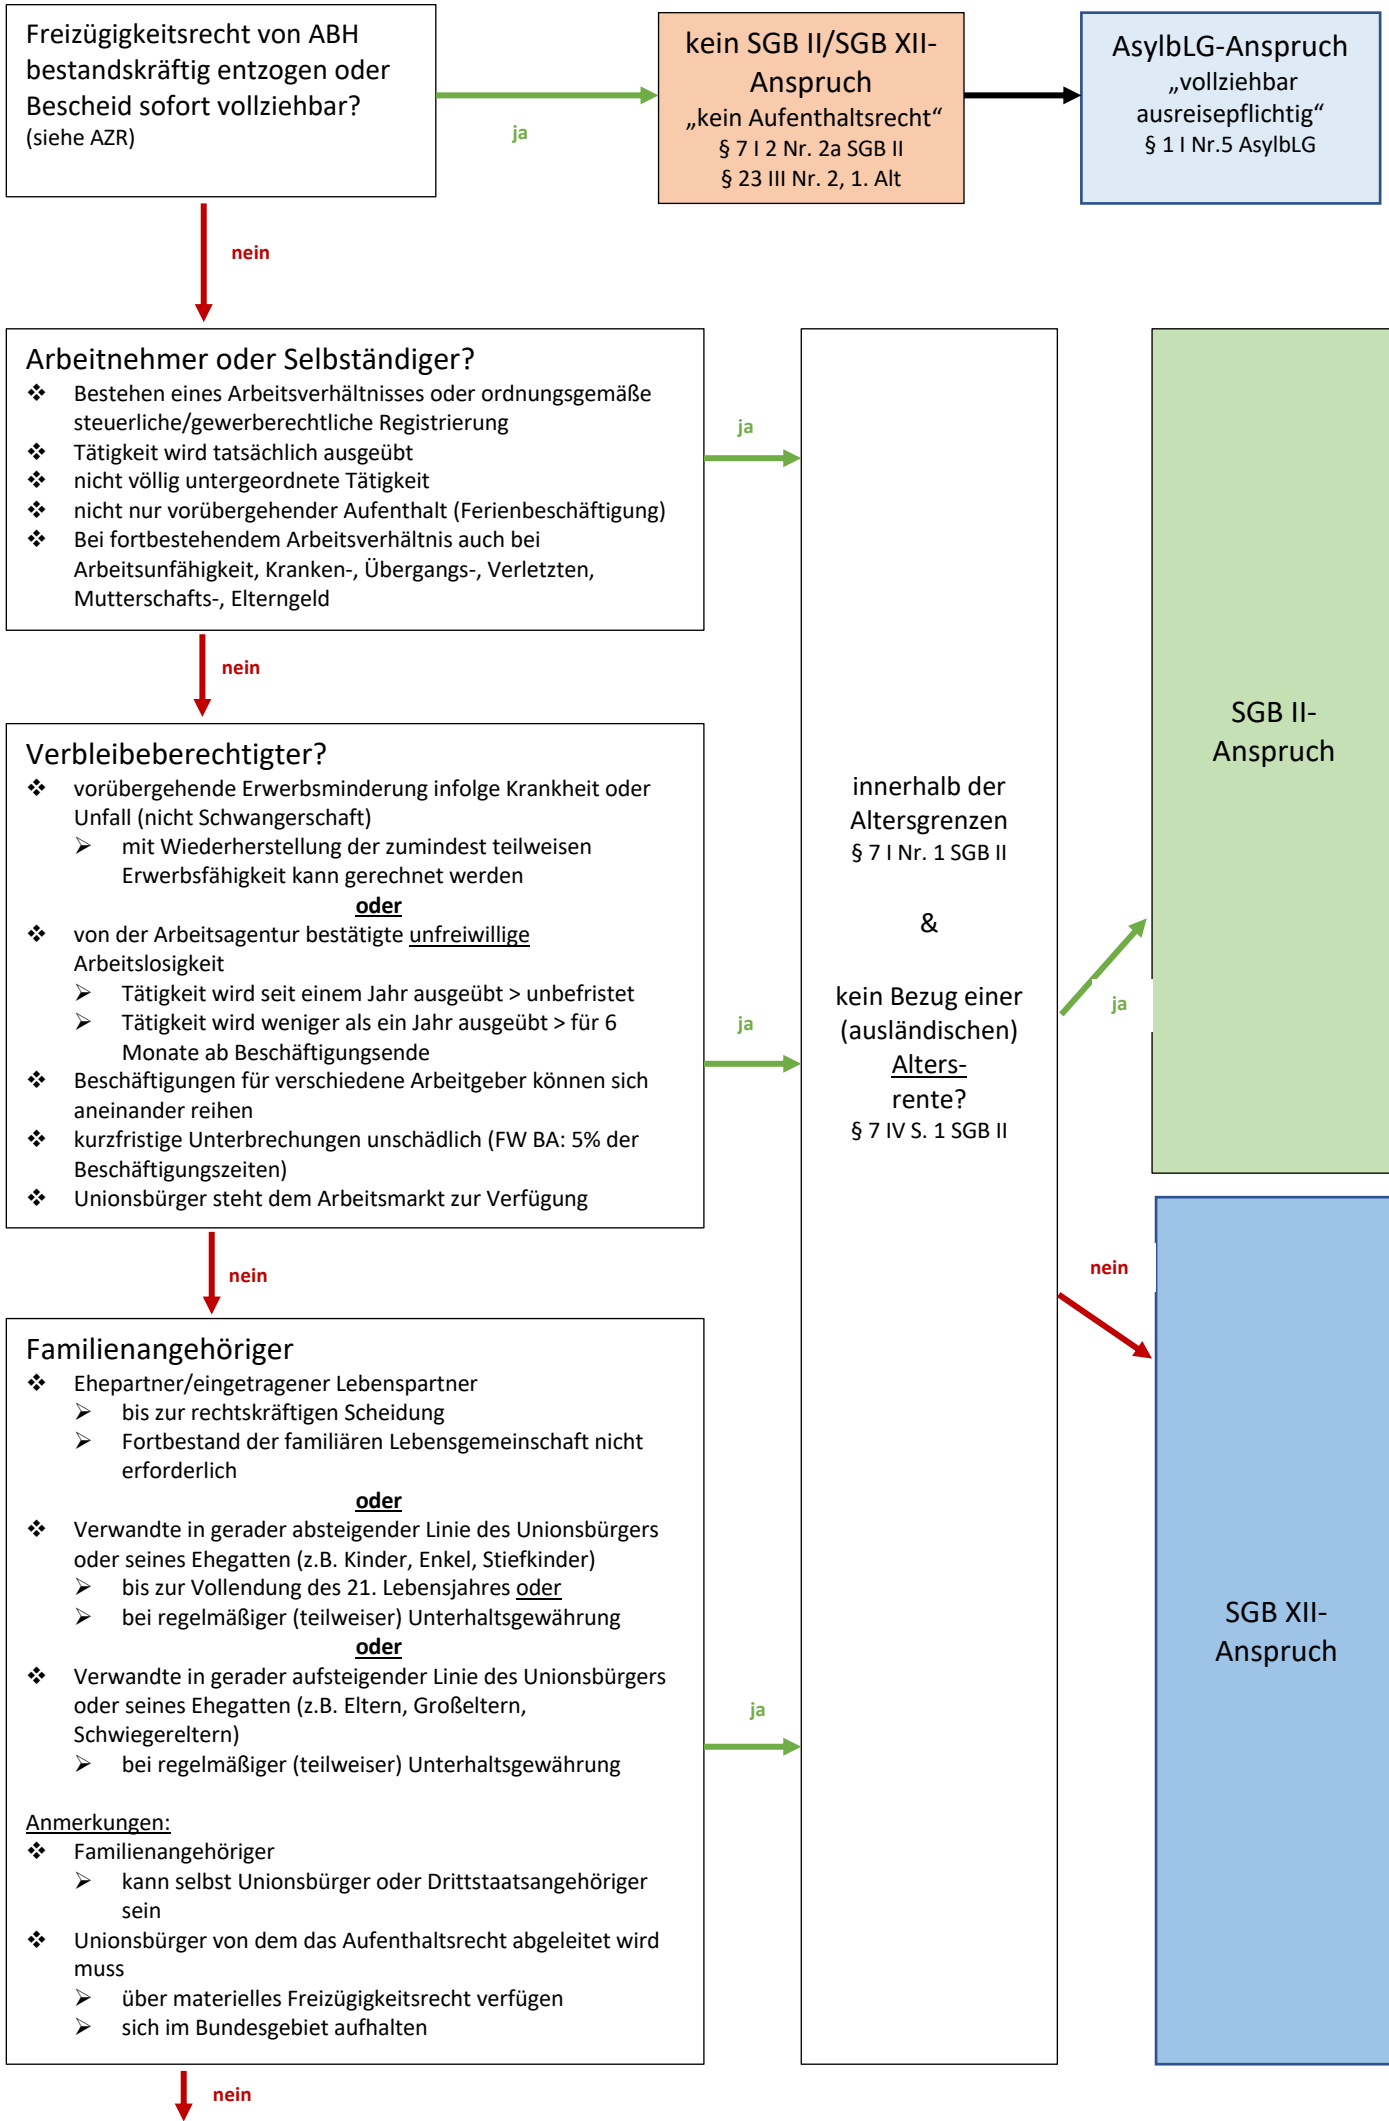 Freizügigkeitsrecht von ABH
bestandskräftig entzogen oder
Bescheid sofort vollziehbar?
(siehe AZR)
ja
kein SGB II/SGB XII-
Anspruch
„kein Aufenthaltsrecht“
§ 7 I 2 Nr. 2a SGB II
§ 23 III Nr. 2, 1. Alt
AsylbLG-Anspruch
„vollziehbar
ausreisepflichtig“
§ 1 I Nr.5 AsylbLG
nein
Arbeitnehmer oder Selbständiger?
❖ Bestehen eines Arbeitsverhältnisses oder ordnungsgemäße
steuerliche/gewerberechtliche Registrierung
❖ Tätigkeit wird tatsächlich ausgeübt
❖ nicht völlig untergeordnete Tätigkeit
❖ nicht nur vorübergehender Aufenthalt (Ferienbeschäftigung)
❖ Bei fortbestehendem Arbeitsverhältnis auch bei
Arbeitsunfähigkeit, Kranken-, Übergangs-, Verletzten,
Mutterschafts-, Elterngeld
ja
nein
Verbleibeberechtigter?
❖ vorübergehende Erwerbsminderung infolge Krankheit oder
Unfall (nicht Schwangerschaft)
➢ mit Wiederherstellung der zumindest teilweisen
Erwerbsfähigkeit kann gerechnet werden
oder
❖ von der Arbeitsagentur bestätigte unfreiwillige
Arbeitslosigkeit
➢ Tätigkeit wird seit einem Jahr ausgeübt > unbefristet
➢ Tätigkeit wird weniger als ein Jahr ausgeübt > für 6
Monate ab Beschäftigungsende
❖ Beschäftigungen für verschiedene Arbeitgeber können sich
aneinander reihen
❖ kurzfristige Unterbrechungen unschädlich (FW BA: 5% der
Beschäftigungszeiten)
❖ Unionsbürger steht dem Arbeitsmarkt zur Verfügung
ja
nein
Familienangehöriger
❖ Ehepartner/eingetragener Lebenspartner
➢ bis zur rechtskräftigen Scheidung
➢ Fortbestand der familiären Lebensgemeinschaft nicht
erforderlich
oder
❖ Verwandte in gerader absteigender Linie des Unionsbürgers
oder seines Ehegatten (z.B. Kinder, Enkel, Stiefkinder)
➢ bis zur Vollendung des 21. Lebensjahres oder
➢ bei regelmäßiger (teilweiser) Unterhaltsgewährung
oder
❖ Verwandte in gerader aufsteigender Linie des Unionsbürgers
oder seines Ehegatten (z.B. Eltern, Großeltern,
Schwiegereltern)
➢ bei regelmäßiger (teilweiser) Unterhaltsgewährung
Anmerkungen:
❖ Familienangehöriger
➢ kann selbst Unionsbürger oder Drittstaatsangehöriger
sein
❖ Unionsbürger von dem das Aufenthaltsrecht abgeleitet wird
muss
➢ über materielles Freizügigkeitsrecht verfügen
➢ sich im Bundesgebiet aufhalten
ja
nein
innerhalb der
Altersgrenzen
§ 7 I Nr. 1 SGB II
&
kein Bezug einer
(ausländischen)
Alters-
rente?
§ 7 IV S. 1 SGB II
ja
nein
SGB II-
Anspruch
SGB XII-
Anspruch